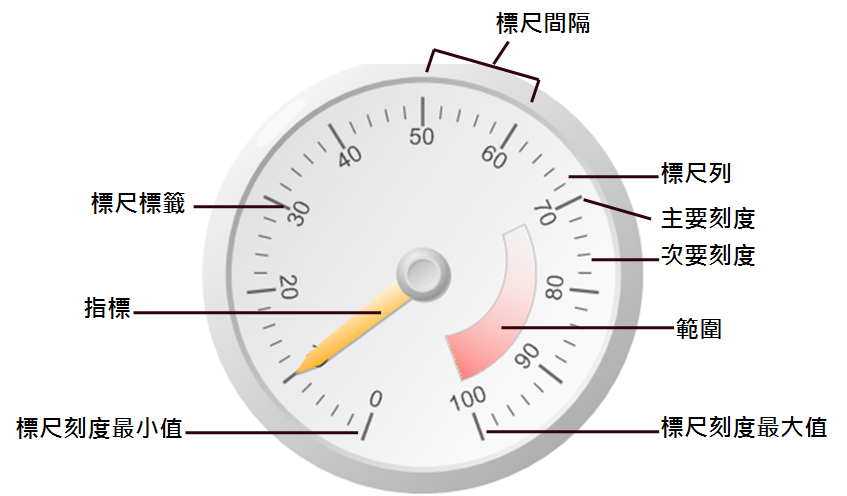 標尺間隔
50
40
60
標尺列
標尺標籤
30
70
主要刻度
次要刻度
20
80
指標
範圍
90
0
100
標尺刻度最小值
標尺刻度最大值